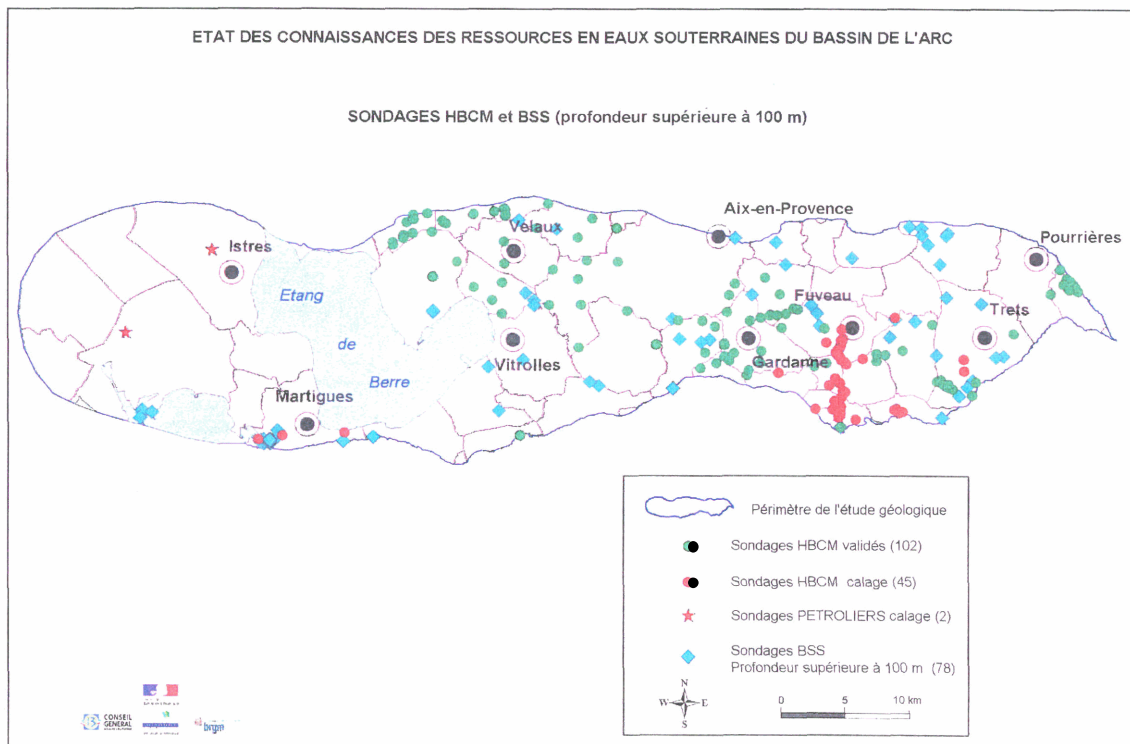 ETAT DES CONNAISSANCES DES RESSOURCES EN EAUX SOUTERRAINES DU BASSIN DE L'ARC
SONDAGES HBCM et BSS (profondeur supérieure à 100 m)
Aix-en-Provence
Istres
Velaux
Pourrières
Etang
Fuveau
Trets
de
Vitrolles
Gardanne
Berre
Martigues
Périmètre de l'étude géologique
Sondages HBCM validés (102)
Sondages HBCM calage (45)
Sondages PETROLIERS calage (2)
Sondages BSS
Profondeur supérieure à 100 m (78)
N
W E
S
0 5 10 km
CONSEIL
GENERAL
brgm